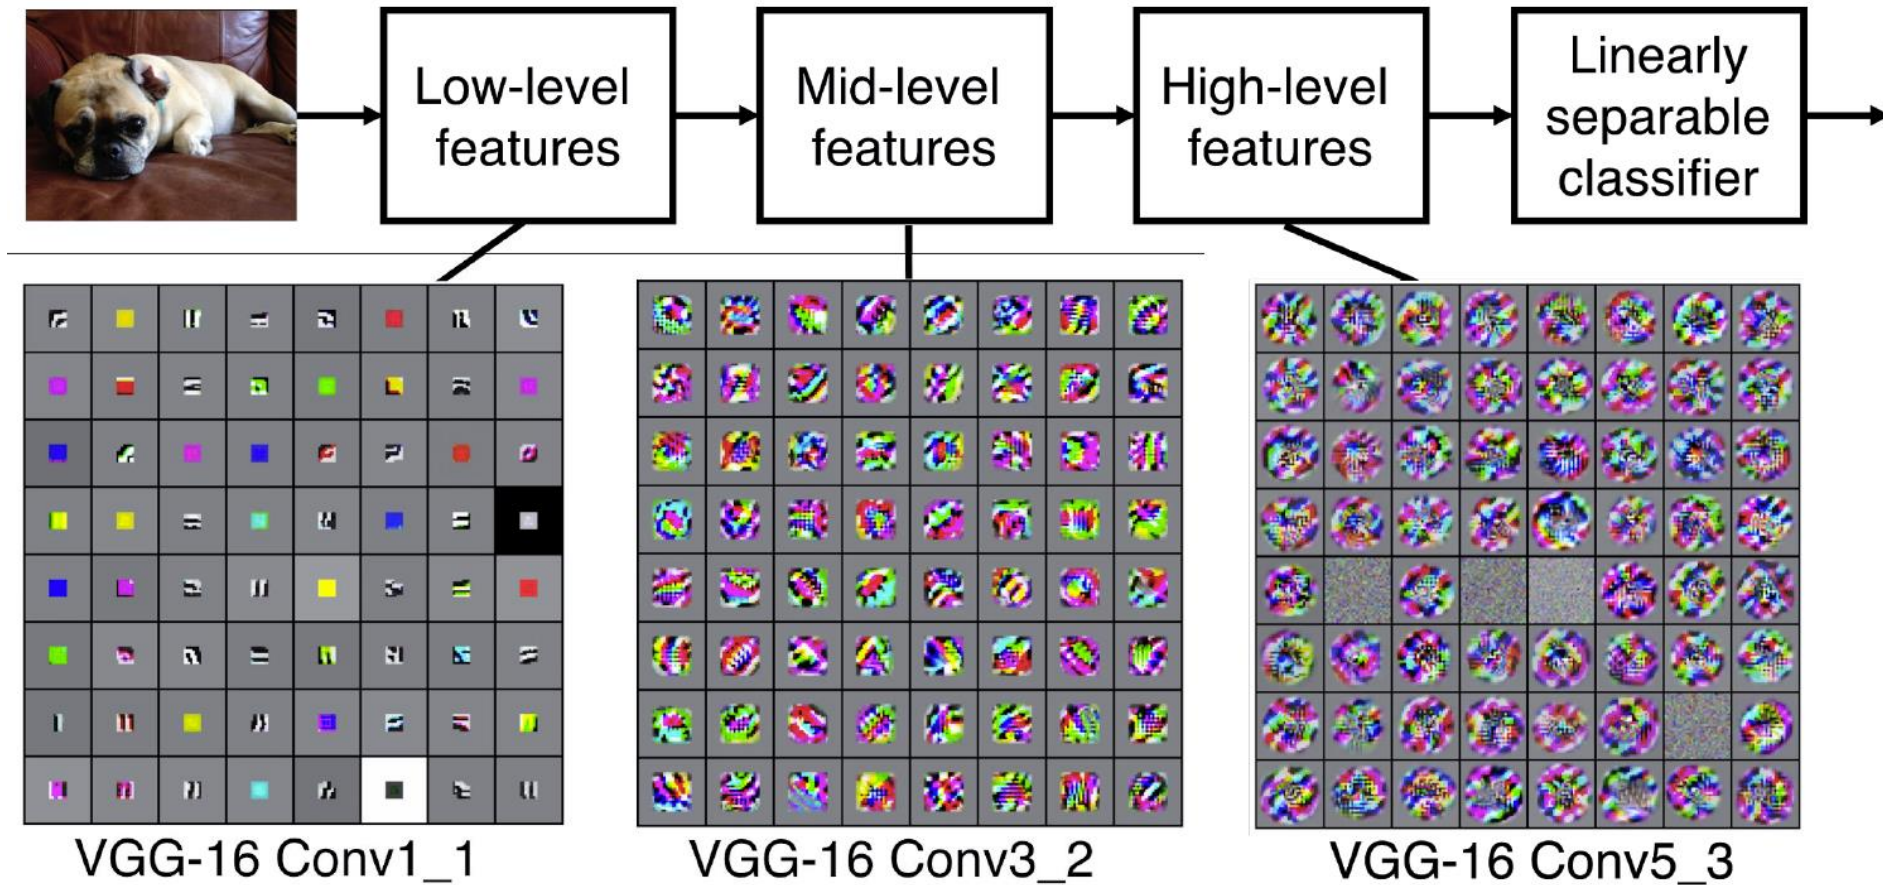 Low-level
features
Mid-level
features
High-level
features
Linearly
separable
classifier
VGG-16 Conv1_1
VGG-16 Conv3_2
VGG-16 Conv5_3